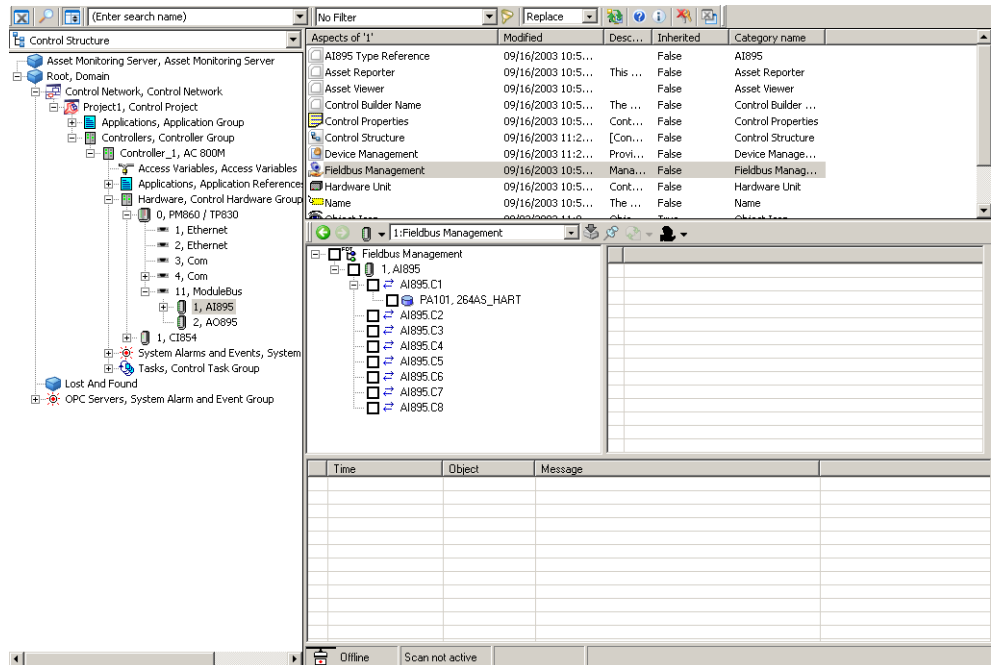 (Enter search name)
No Filter
Replace
Control Structure
Asset Monitoring Server, Asset Monitoring Server
Root, Domain
Control Network, Control Network
Project1, Control Project
Applications, Application Group
Controllers, Controller Group
Controller_1, AC 800M
Access Variables, Access Variables
Applications, Application References
Hardware, Control Hardware Group
0, PM860 / TP830
1, Ethernet
2, Ethernet
3, Com
4, Com
11, ModuleBus
1, AI895
2, AO895
1, CI854
System Alarms and Events, System
Tasks, Control Task Group
Lost And Found
OPC Servers, System Alarm and Event Group
Aspects of '1' Modified Desc... Inherited Category name
AI895 Type Reference 09/16/2003 10:5... False AI895
Asset Reporter 09/16/2003 10:5... This ... False Asset Reporter
Asset Viewer 09/16/2003 10:5... False Asset Viewer
Control Builder Name 09/16/2003 10:5... The ... False Control Builder ...
Control Properties 09/16/2003 10:5... Cont... False Control Properties
Control Structure 09/16/2003 11:2... [Con... False Control Structure
Device Management 09/16/2003 11:2... Provi... False Device Manage...
Fieldbus Management 09/16/2003 10:5... Mana... False Fieldbus Manag...
Hardware Unit 09/16/2003 10:5... Cont... False Hardware Unit
Name 09/16/2003 10:5... The ... False Name
1:Fieldbus Management
FDT Fieldbus Management
1, AI895
AI895.C1
PA101, 264AS_HART
AI895.C2
AI895.C3
AI895.C4
AI895.C5
AI895.C6
AI895.C7
AI895.C8
Time Object Message
Offline Scan not active